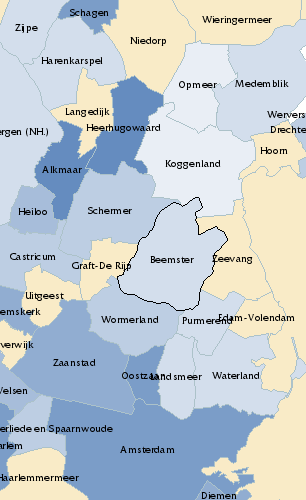 Schagen
Wieringermeer
Zijpe
Niedorp
Harenkarspel
Opmeer
Medemblik
Langedijk
Wervers
Heerhugowaard
Drechte
ergen (NH.)
Hoorn
Koggenland
Alkmaar
Heiloo
Schermer
Castricum
Graft-De Rijp
Beemster
Zeevang
Uitgeest
emskerk
Wormerland
Purmerend
Edam-Volendam
verwijk
Zaanstad
Oostzaan
Landsmeer
Waterland
Velsen
erliede en Spaarnwoude
arlem
Amsterdam
Haarlemmermeer
Diemen